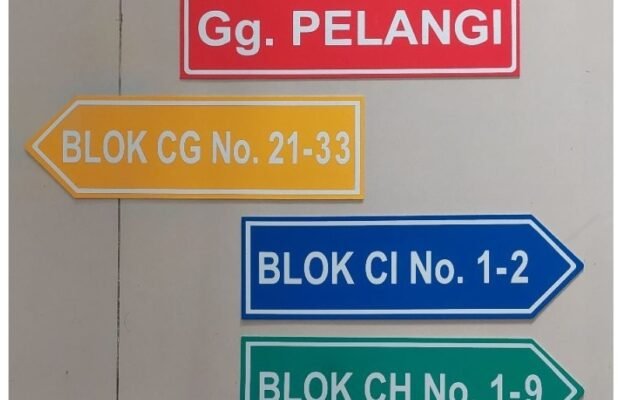 Gg. PELANGI
BLOK CG No. 21-33
BLOK CI No. 1-2
BLOK CH No. 1-9